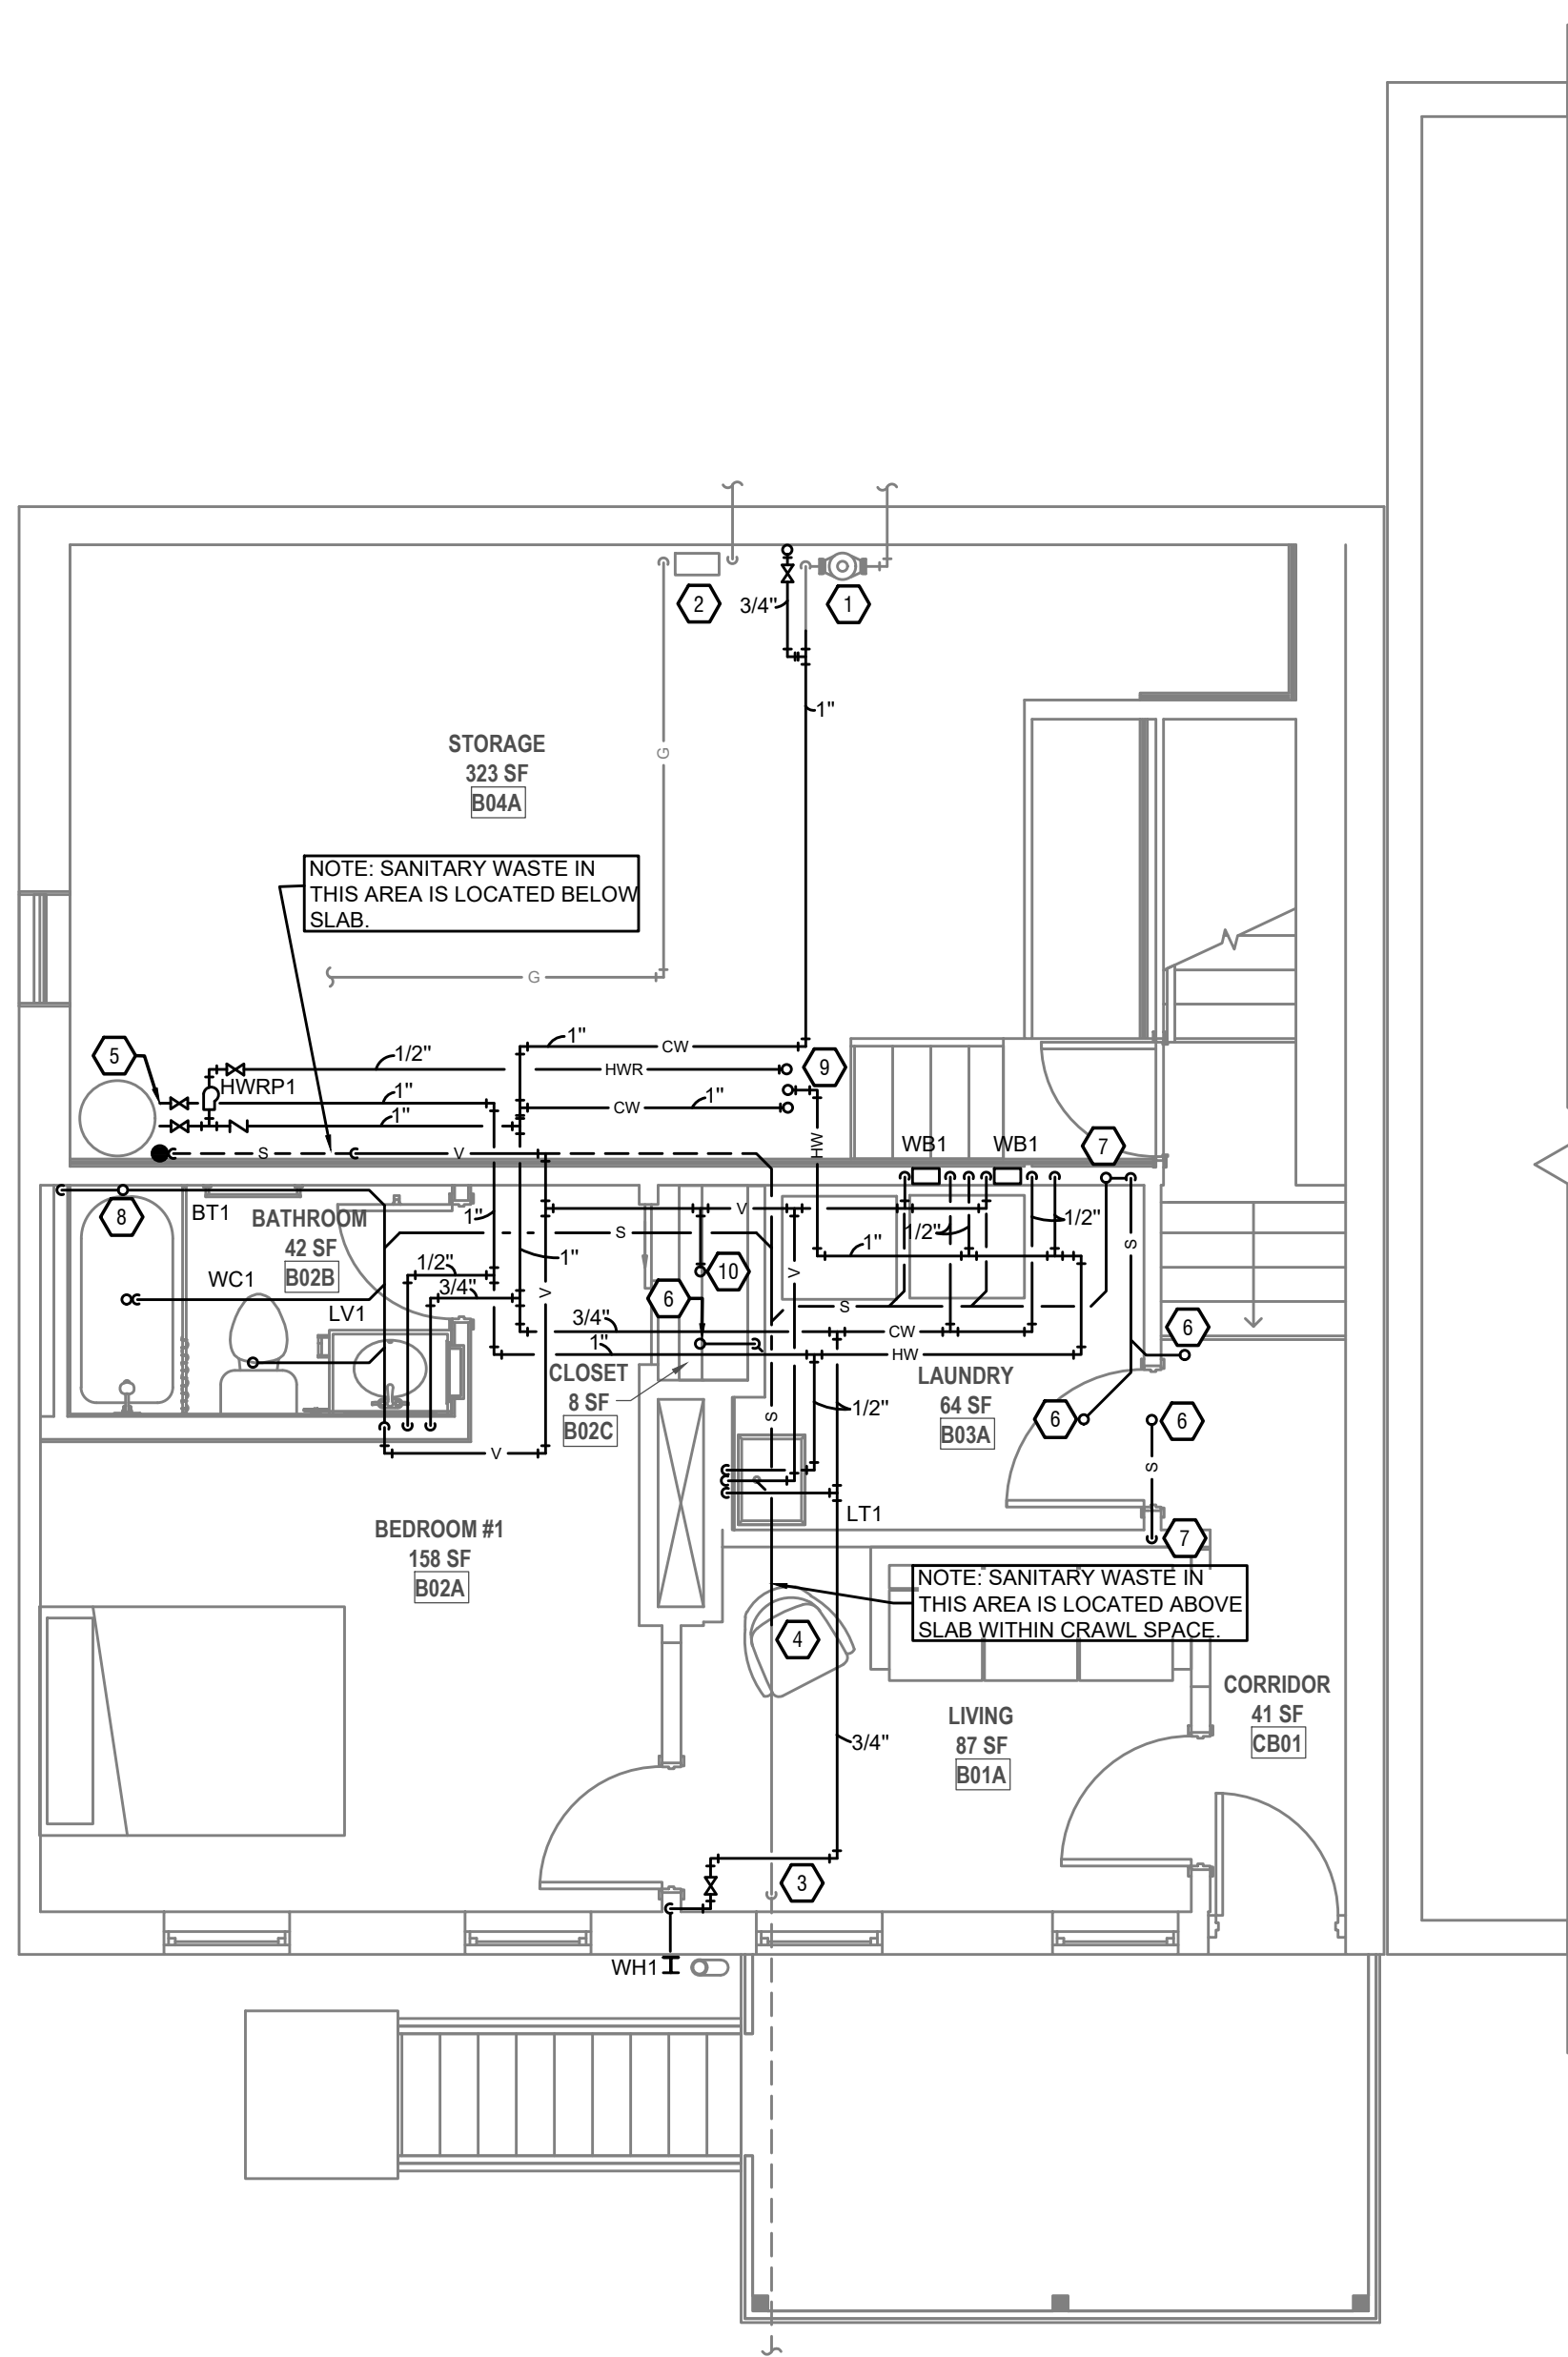 2
3/4"
1
1"
STORAGE
323 SF
B04A
G
NOTE: SANITARY WASTE IN
THIS AREA IS LOCATED BELOW
SLAB.
G
1"
CW
5
1/2"
HWR
9
HWRP1
1"
1"
CW
1"
HW
WB1
WB1
7
S
V
8
BT1
BATHROOM
42 SF
B02B
1"
V
1/2"
1/2"
S
1"
S
1"
1/2"
10
V
WC1
3/4"
V
6
S
LV1
3/4"
CW
6
1"
HW
CLOSET
8 SF
B02C
LAUNDRY
64 SF
B03A
1/2"
S
6
6
S
V
LT1
7
BEDROOM #1
158 SF
B02A
NOTE: SANITARY WASTE IN
THIS AREA IS LOCATED ABOVE
SLAB WITHIN CRAWL SPACE.
4
CORRIDOR
41 SF
CB01
LIVING
87 SF
B01A
3/4"
3
WH1